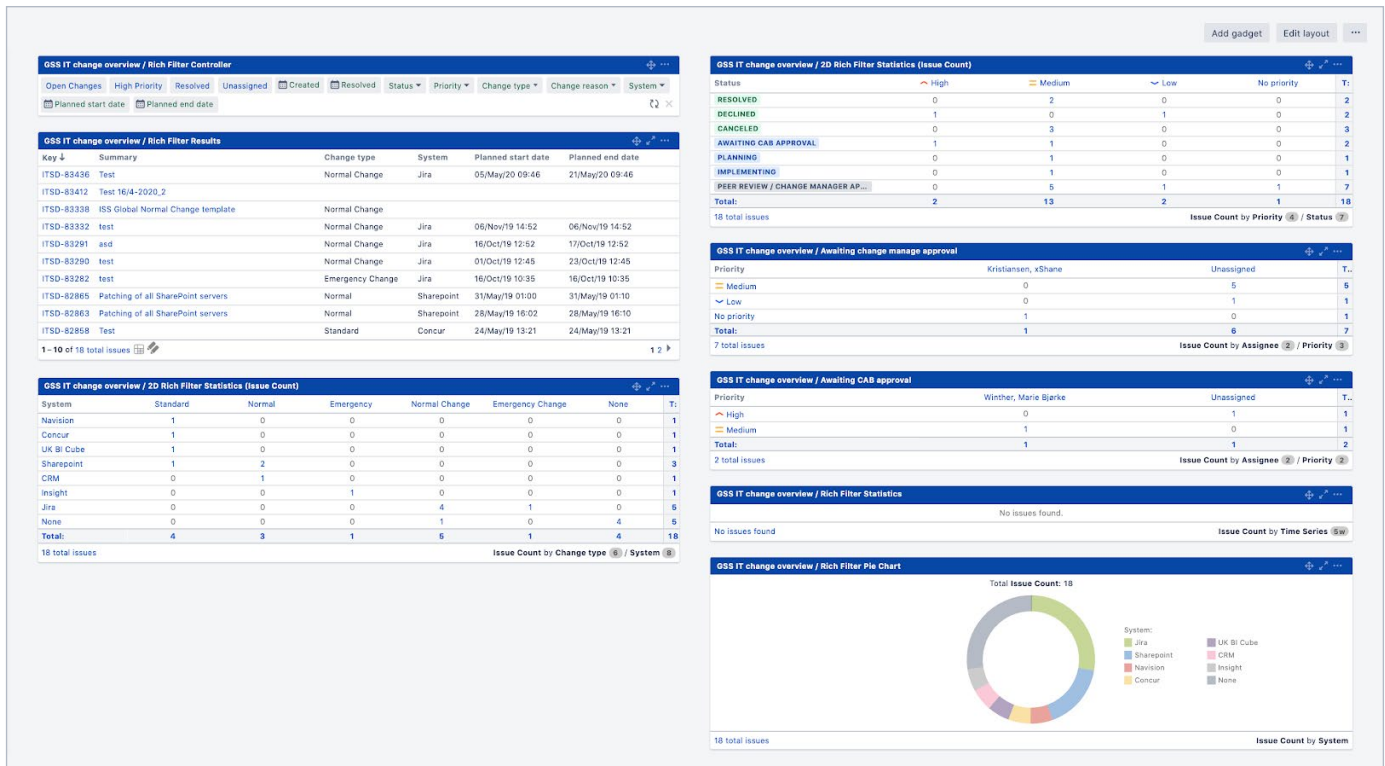 Add gadget Edit layout ...
GSS IT change overview / Rich Filter Controller
Open Changes High Priority Resolved Unassigned Created Resolved Status Priority Change type Change reason System
Planned start date Planned end date
GSS IT change overview / Rich Filter Results
Key ↓ Summary Change type System Planned start date Planned end date
ITSD-83436 Test Normal Change Jira 05/May/20 09:46 21/May/20 09:46
ITSD-83412 Test 16/4-2020_2
ITSD-83338 ISS Global Normal Change template Normal Change
ITSD-83332 test Normal Change Jira 06/Nov/19 14:52 06/Nov/19 14:52
ITSD-83291 asd Normal Change Jira 16/Oct/19 12:52 17/Oct/19 12:52
ITSD-83290 test Normal Change Jira 01/Oct/19 12:45 23/Oct/19 12:45
ITSD-83282 test Emergency Change Jira 16/Oct/19 10:35 16/Oct/19 10:35
ITSD-82865 Patching of all SharePoint servers Normal Sharepoint 31/May/19 01:00 31/May/19 01:10
ITSD-82863 Patching of all SharePoint servers Normal Sharepoint 28/May/19 16:02 28/May/19 16:10
ITSD-82858 Test Standard Concur 24/May/19 13:21 24/May/19 13:21
1–10 of 18 total issues 1 2
GSS IT change overview / 2D Rich Filter Statistics (Issue Count)
System Standard Normal Emergency Normal Change Emergency Change None T:
Navision 1 0 0 0 0 0 1
Concur 1 0 0 0 0 0 1
UK BI Cube 1 0 0 0 0 0 1
Sharepoint 1 2 0 0 0 0 3
CRM 0 1 0 0 0 0 1
Insight 0 0 1 0 0 0 1
Jira 0 0 0 4 1 0 5
None 0 0 0 1 0 4 5
Total: 4 3 1 5 1 4 18
18 total issues Issue Count by Change type 6 / System 8
GSS IT change overview / 2D Rich Filter Statistics (Issue Count)
Status High Medium Low No priority T:
RESOLVED 0 2 0 0 2
DECLINED 1 0 1 0 2
CANCELED 0 3 0 0 3
AWAITING CAB APPROVAL 1 1 0 0 2
PLANNING 0 1 0 0 1
IMPLEMENTING 0 1 0 0 1
PEER REVIEW / CHANGE MANAGER AP... 0 5 1 1 7
Total: 2 13 2 1 18
18 total issues Issue Count by Priority 4 / Status 7
GSS IT change overview / Awaiting change manage approval
Priority Kristiansen, xShane Unassigned T..
Medium 0 5 5
Low 0 1 1
No priority 1 0 1
Total: 1 6 7
7 total issues Issue Count by Assignee 2 / Priority 3
GSS IT change overview / Awaiting CAB approval
Priority Winther, Marie Bjørke Unassigned T..
High 0 1 1
Medium 1 0 1
Total: 1 1 2
2 total issues Issue Count by Assignee 2 / Priority 2
GSS IT change overview / Rich Filter Statistics
No issues found.
No issues found Issue Count by Time Series 5w
GSS IT change overview / Rich Filter Pie Chart
Total Issue Count: 18
System:
Jira UK BI Cube
Sharepoint CRM
Navision Insight
Concur None
18 total issues Issue Count by System